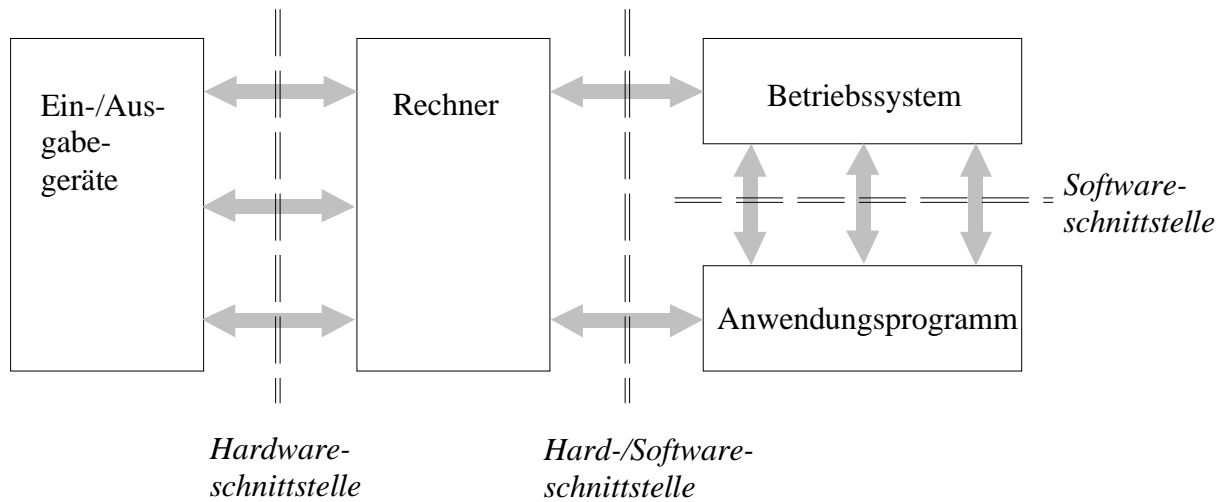 Ein-/Aus-
gabe-
geräte
Rechner
Betriebssystem
Software-
schnittstelle
Anwendungsprogramm
Hardware-
schnittstelle
Hard-/Software-
schnittstelle